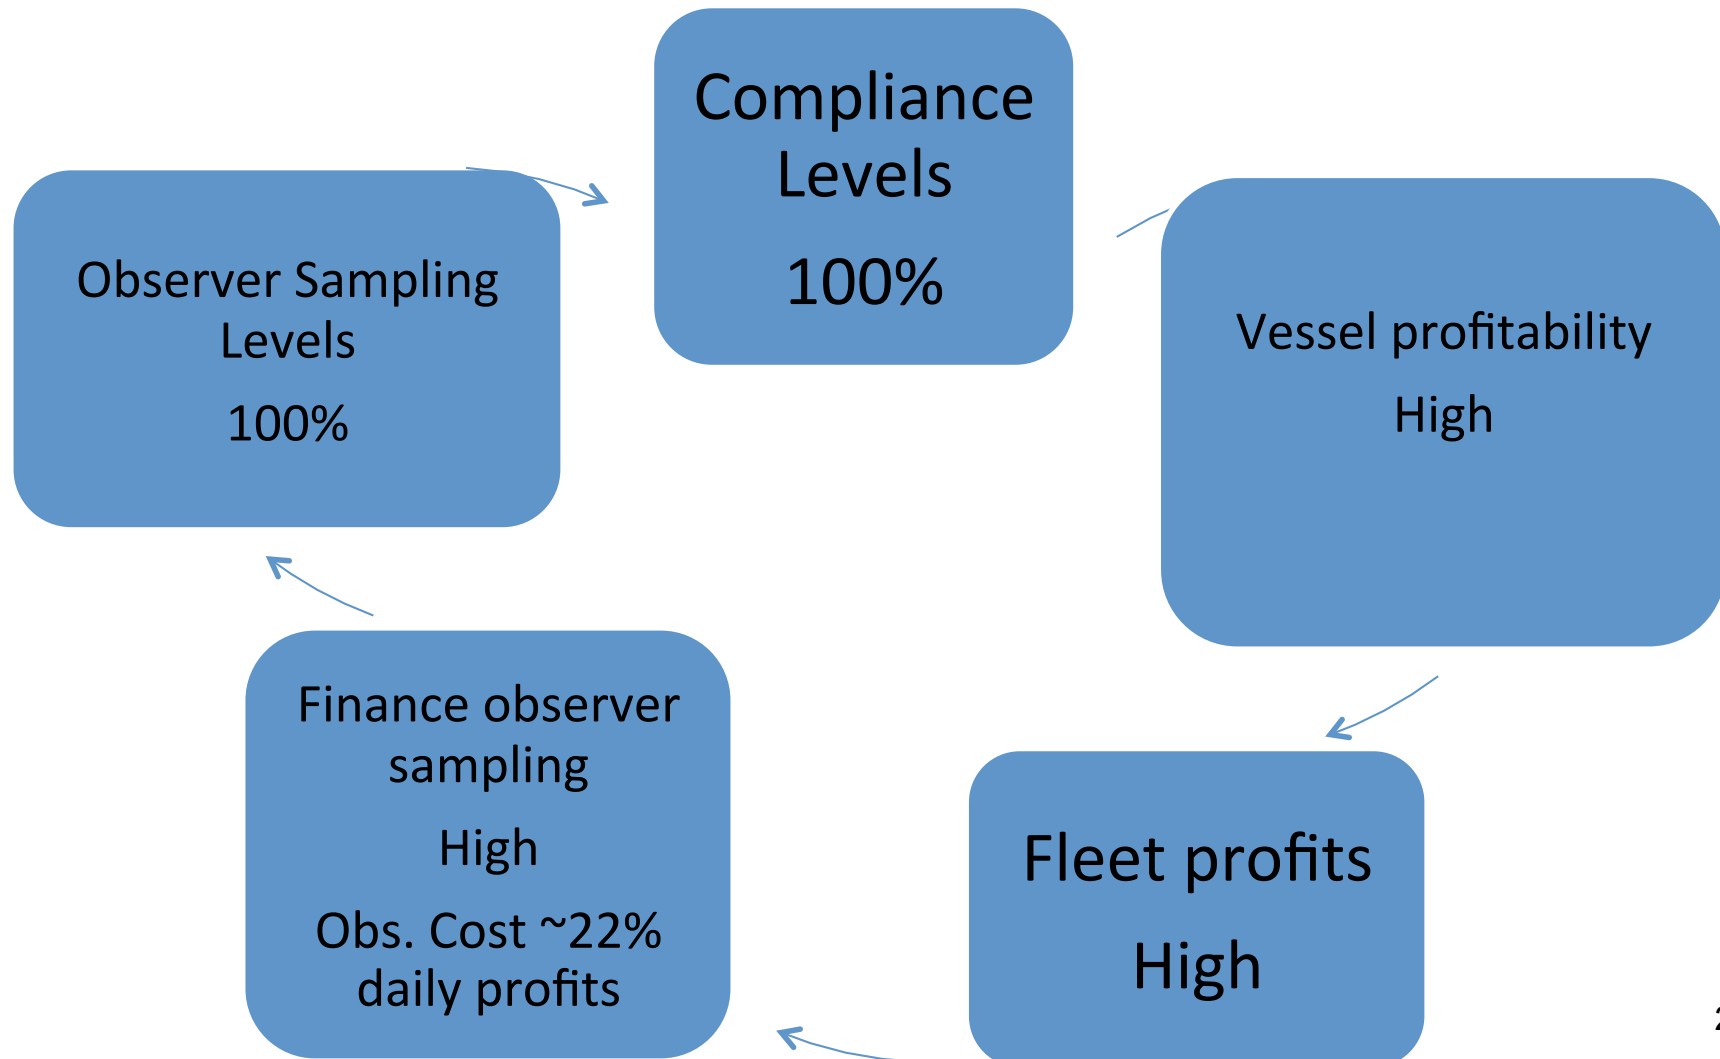 Compliance
Levels
100%
Observer Sampling
Levels
100%
Vessel profitability
High
Finance observer
sampling
High
Obs. Cost ~22%
daily profits
Fleet profits
High